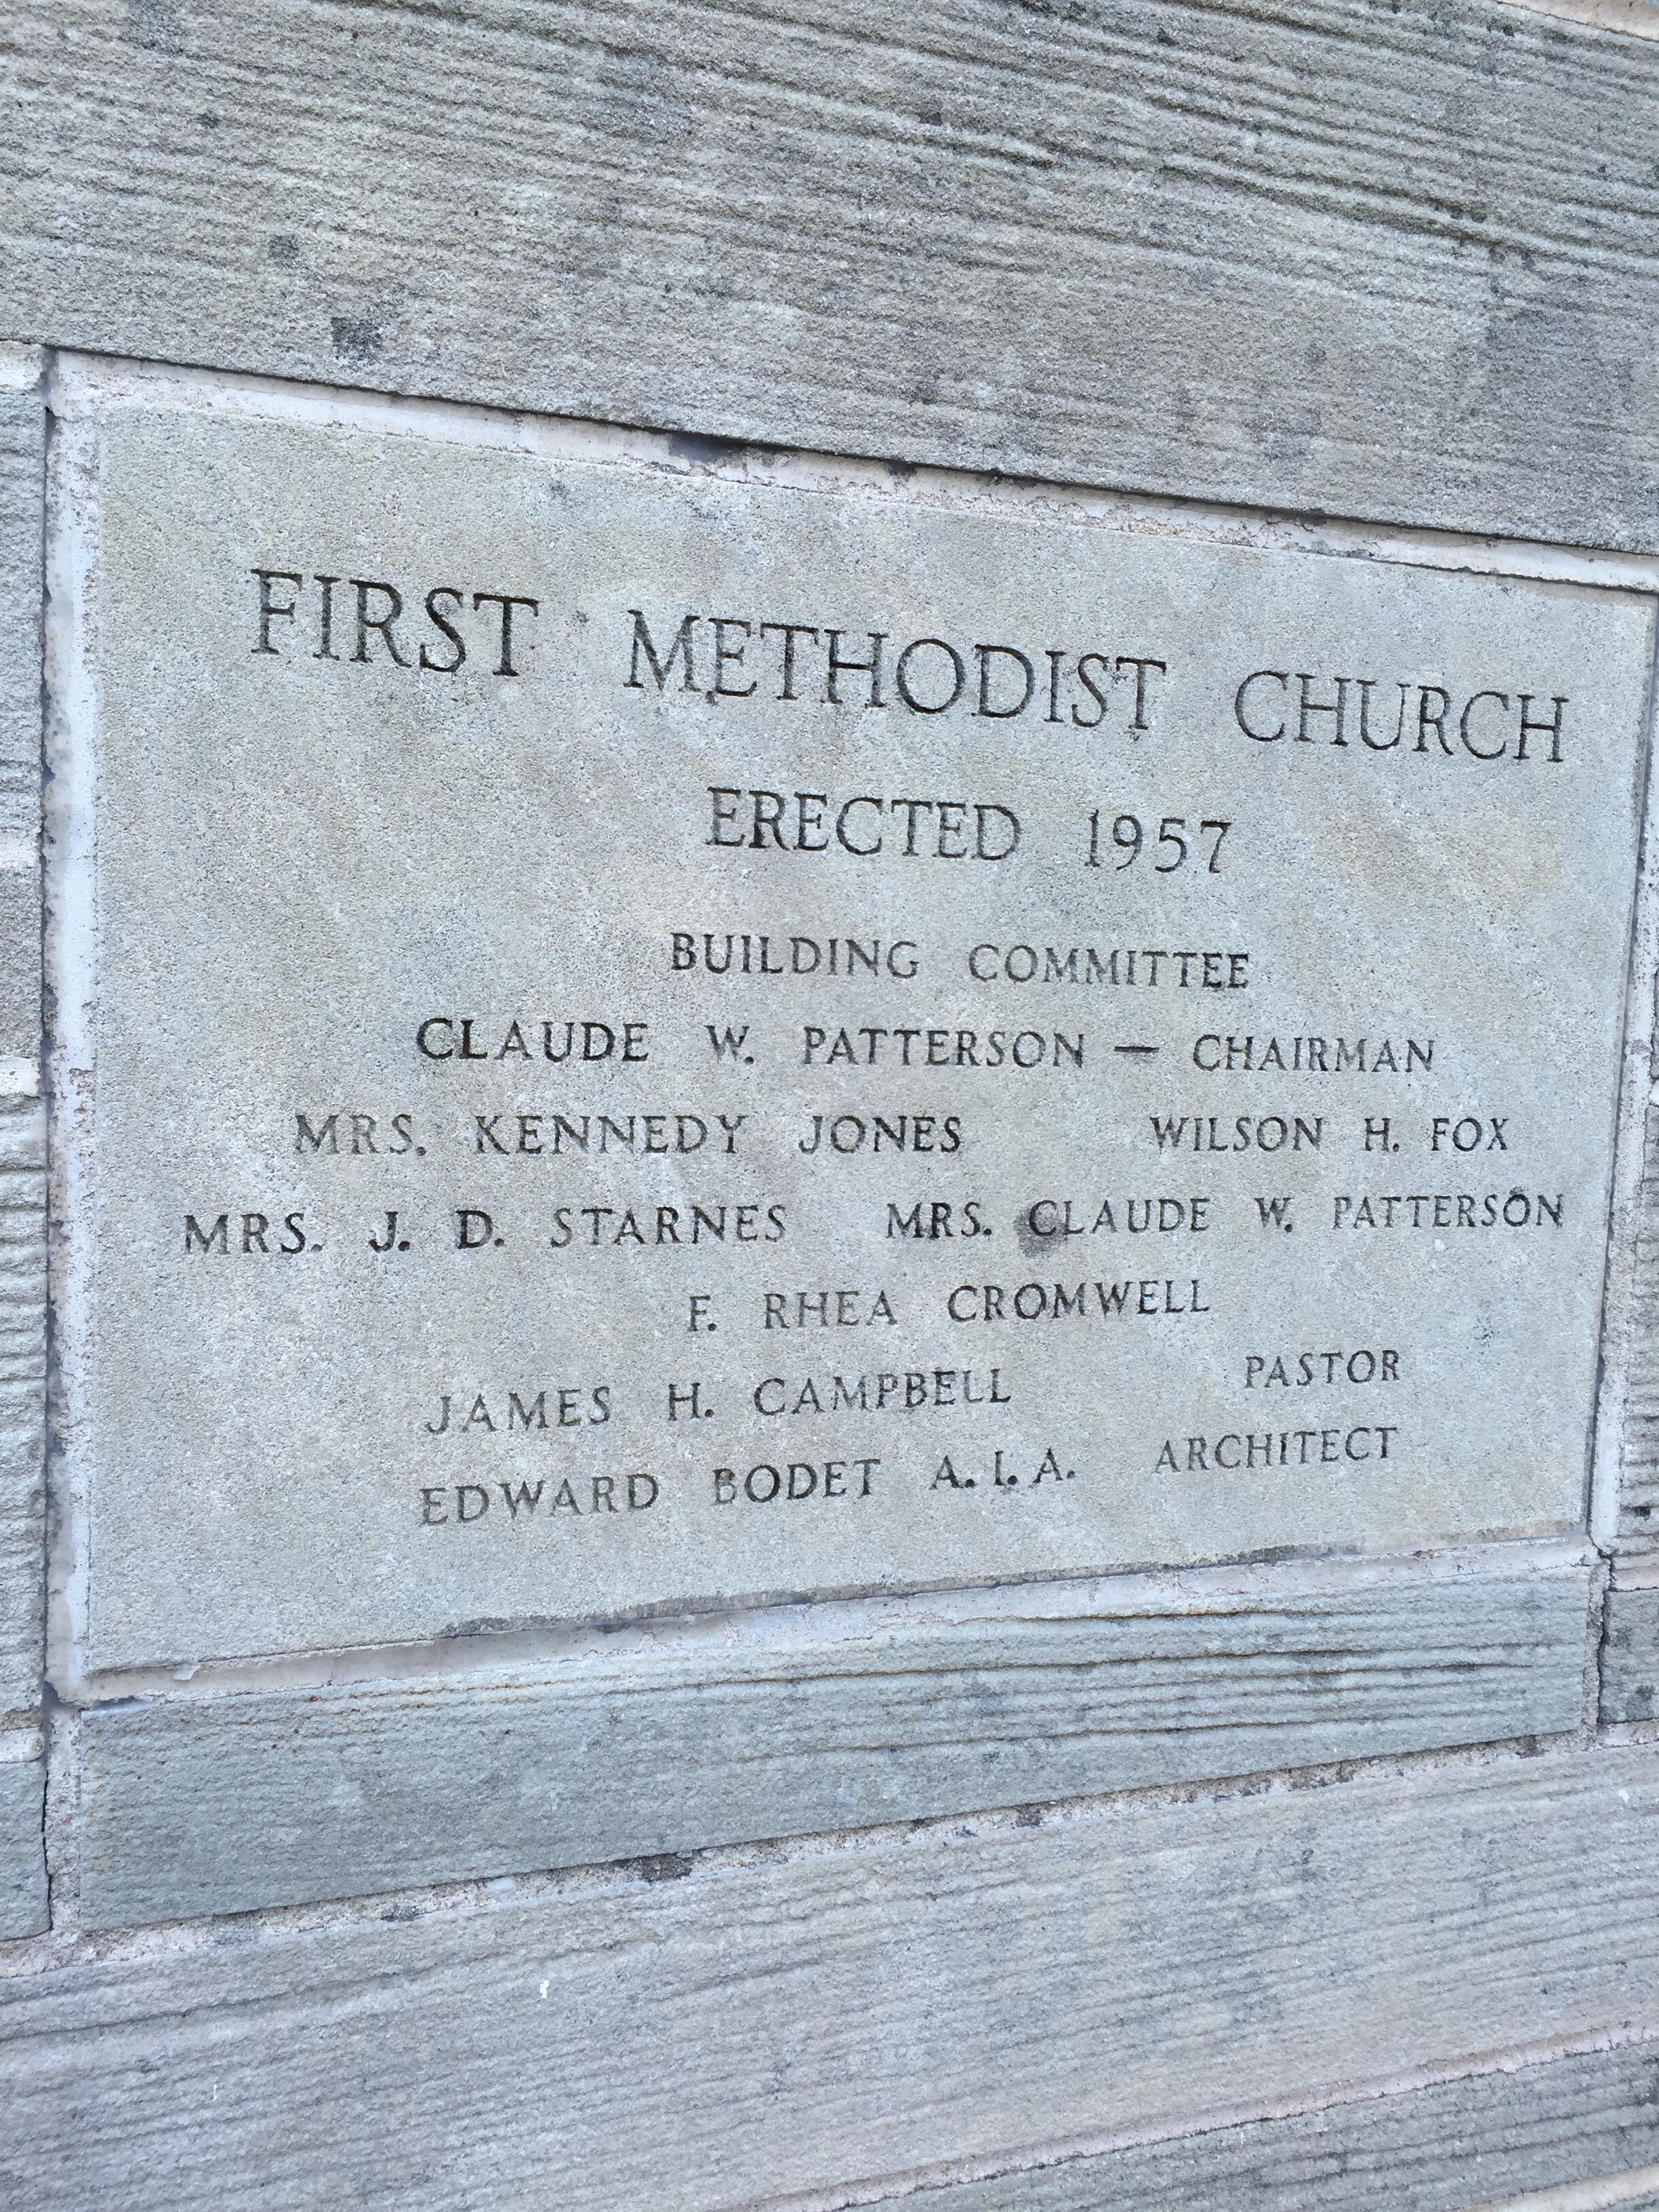 FIRST METHODIST CHURCH
ERECTED 1957
BUILDING COMMITTEE
CLAUDE W. PATTERSON — CHAIRMAN
MRS. KENNEDY JONES WILSON H. FOX
MRS. J. D. STARNES MRS. CLAUDE W. PATTERSON
F. RHEA CROMWELL
JAMES H. CAMPBELL PASTOR
EDWARD BODET A.I.A. ARCHITECT